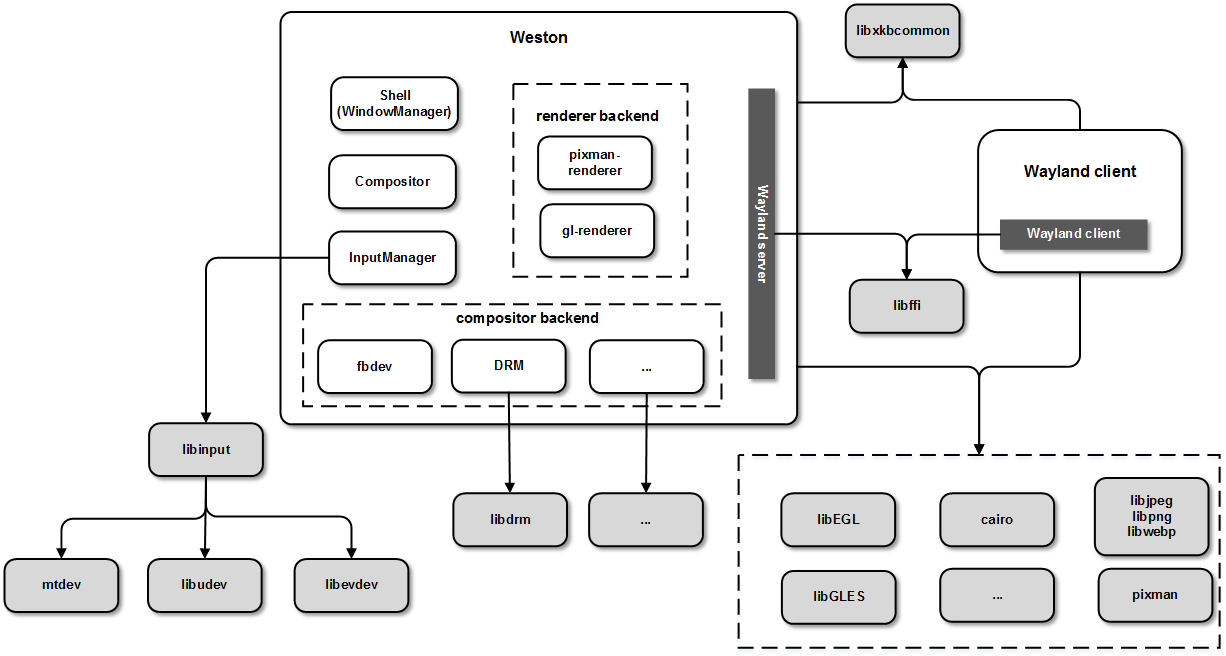 Weston
libxkbcommon
Shell
(WindowManager)
renderer backend
pixman-
renderer
Compositor
Wayland client
Wayland server
gl-renderer
Wayland client
InputManager
libffi
compositor backend
fbdev
DRM
...
libinput
libdrm
...
libEGL
cairo
libjpeg
libpng
libwebp
mtdev
libudev
libevdev
libGLES
...
pixman